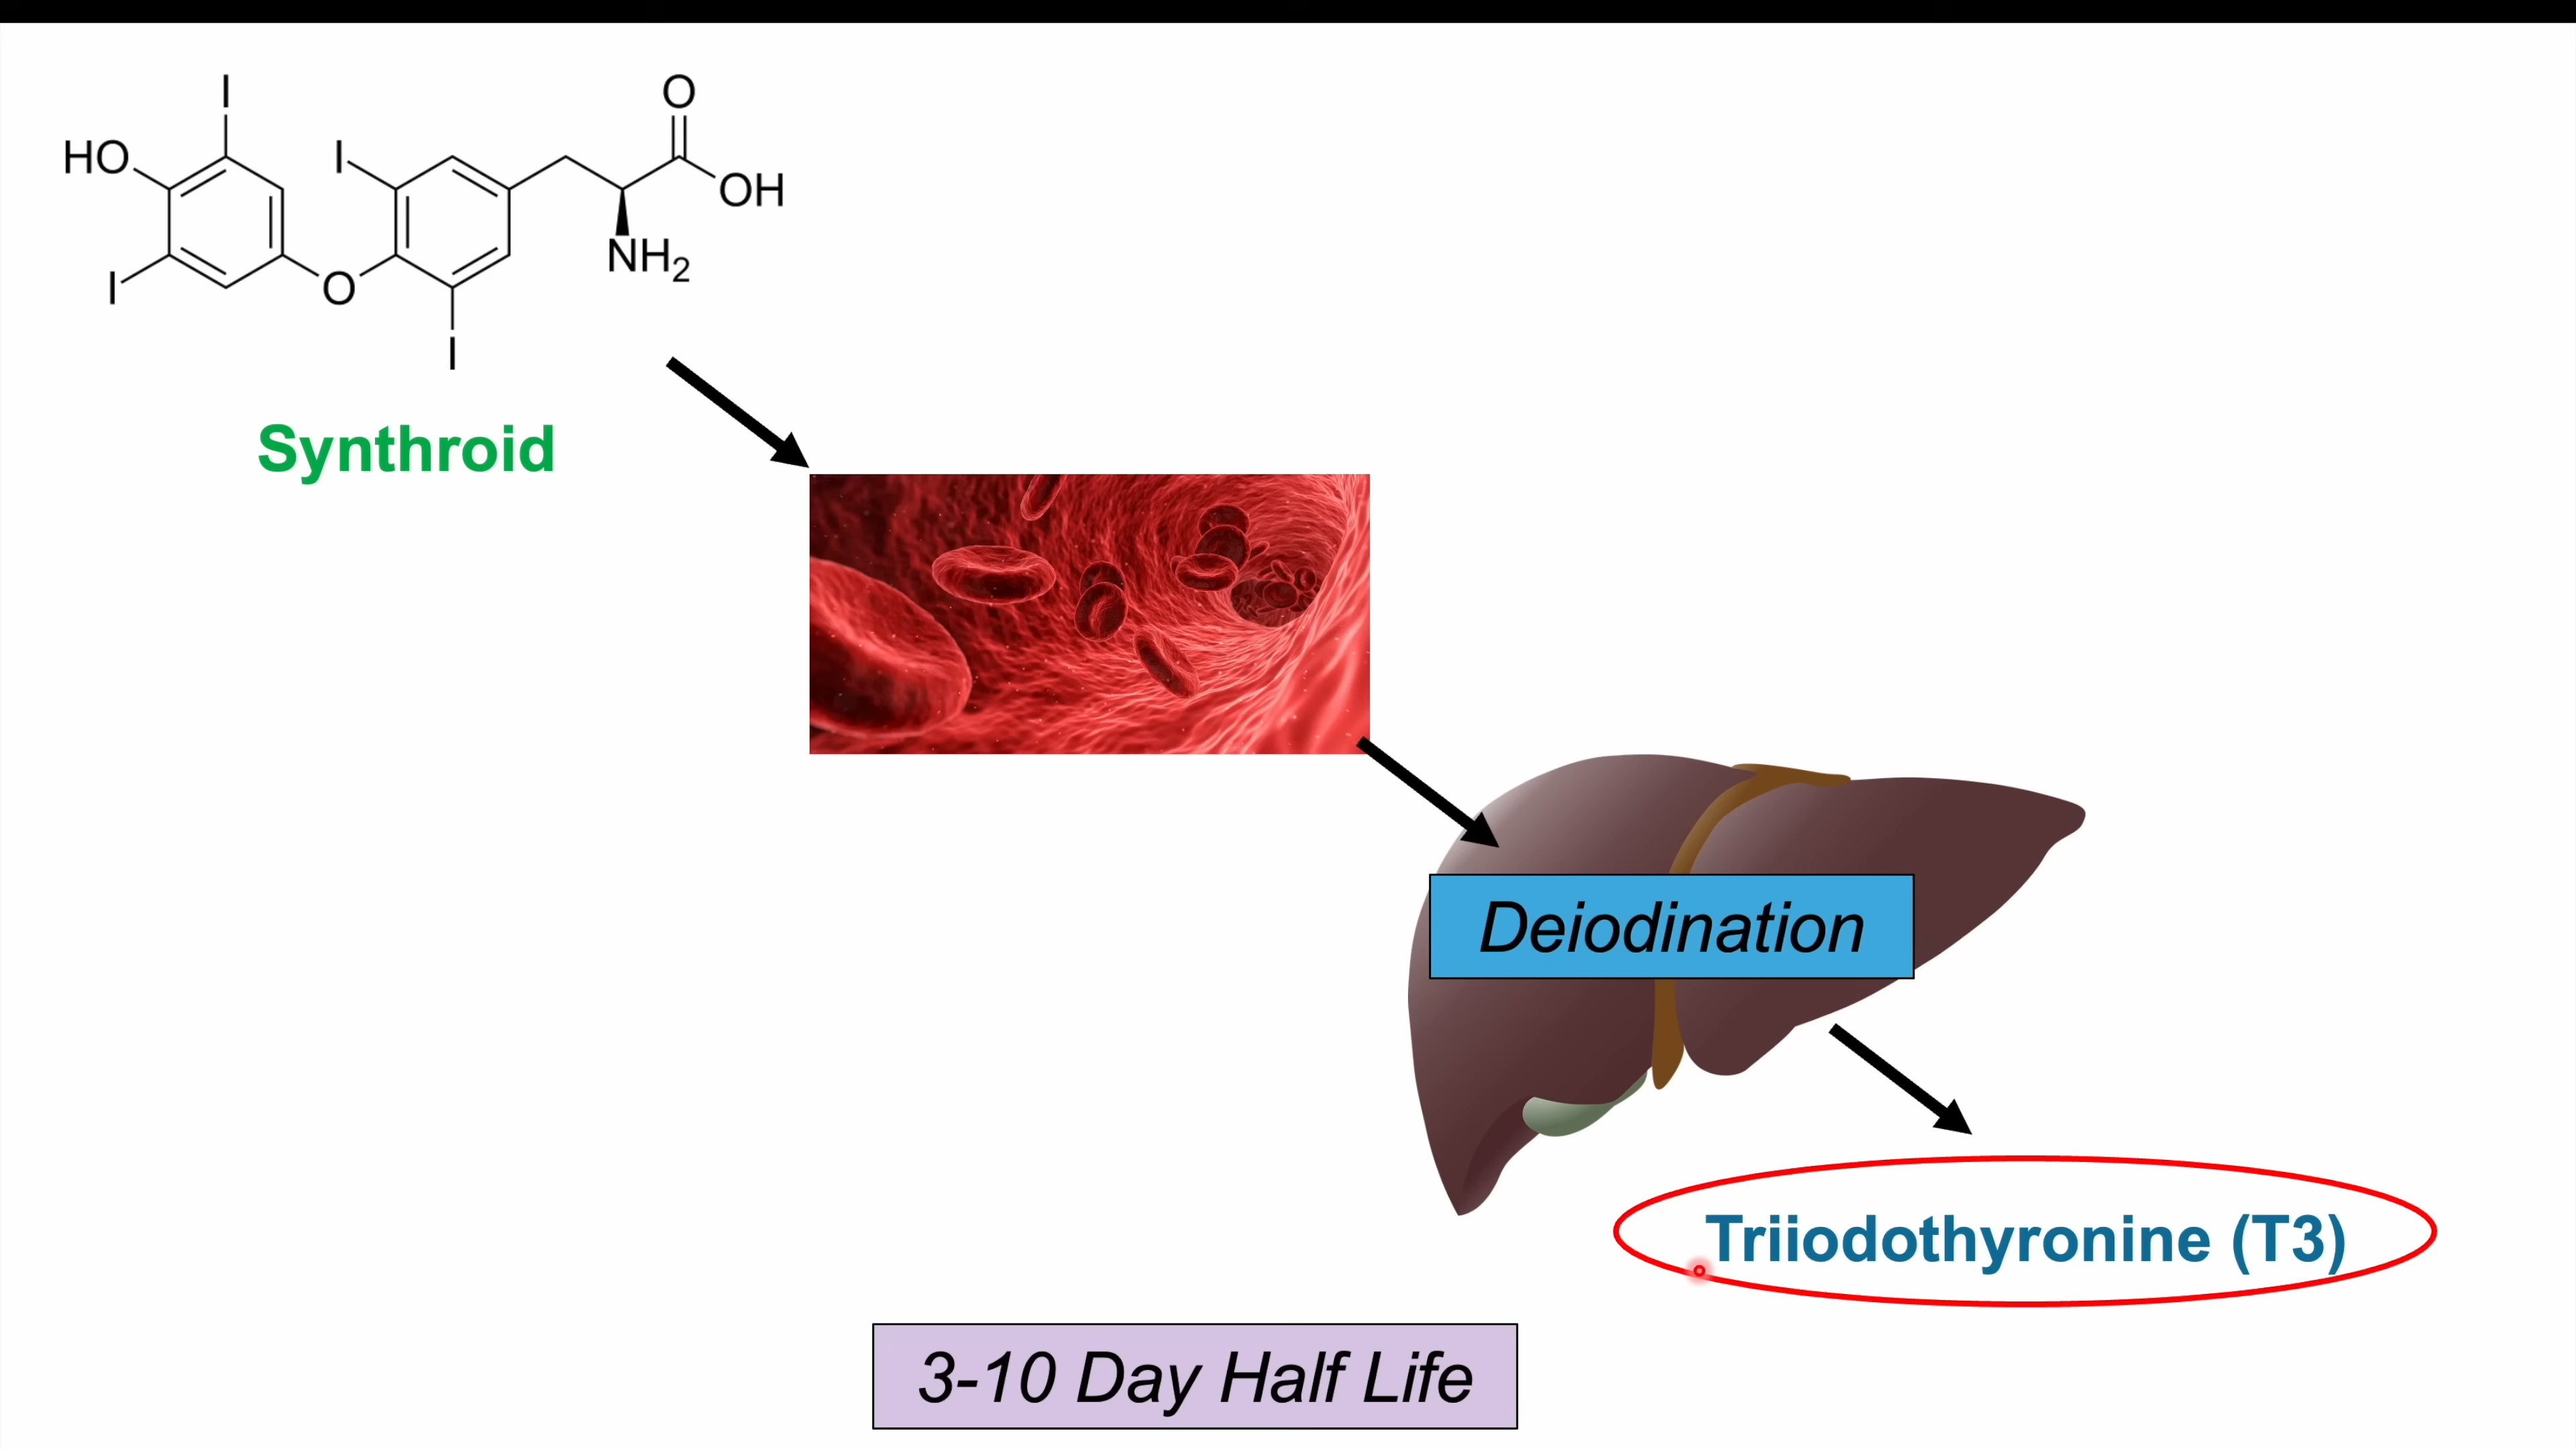 I
O
HO
I
OH
NH₂
I
O
I
Synthroid
Deiodination
Triiodothyronine (T3)
3-10 Day Half Life